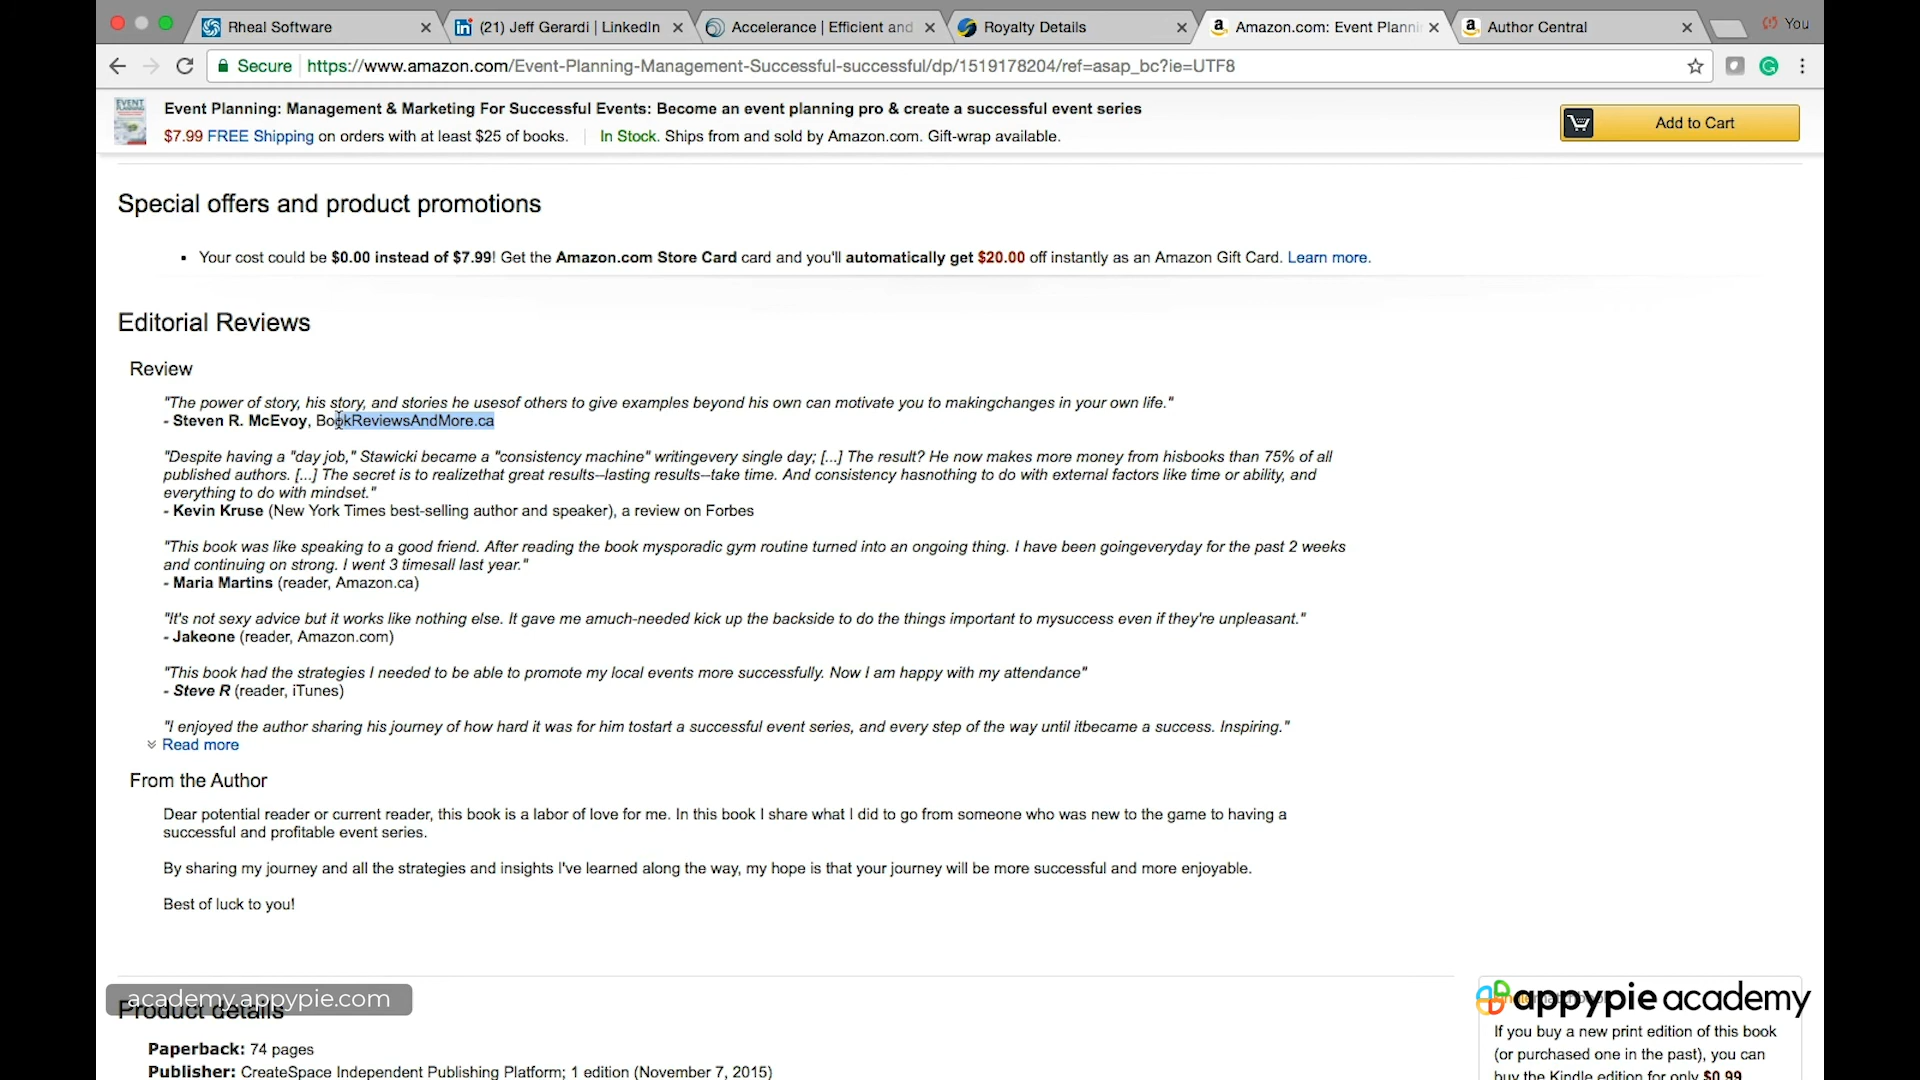 Rheal Software
(21) Jeff Gerardi | LinkedIn
Accelerance | Efficient and
Royalty Details
Amazon.com: Event Planni
Author Central
You
Secure
https://www.amazon.com/Event-Planning-Management-Successful-successful/dp/1519178204/ref=asap_bc?ie=UTF8
Event Planning: Management & Marketing For Successful Events: Become an event planning pro & create a successful event series
$7.99 FREE Shipping on orders with at least $25 of books.
In Stock. Ships from and sold by Amazon.com. Gift-wrap available.
Add to Cart
Special offers and product promotions
Your cost could be $0.00 instead of $7.99! Get the Amazon.com Store Card card and you'll automatically get $20.00 off instantly as an Amazon Gift Card. Learn more.
Editorial Reviews
Review
"The power of story, his story, and stories he usesof others to give examples beyond his own can motivate you to makingchanges in your own life."
- Steven R. McEvoy, BookReviewsAndMore.ca
"Despite having a "day job," Stawicki became a "consistency machine" writingevery single day; [...] The result? He now makes more money from hisbooks than 75% of all
published authors. [...] The secret is to realizethat great results--lasting results--take time. And consistency hasnothing to do with external factors like time or ability, and
everything to do with mindset."
- Kevin Kruse (New York Times best-selling author and speaker), a review on Forbes
"This book was like speaking to a good friend. After reading the book mysporadic gym routine turned into an ongoing thing. I have been goingeveryday for the past 2 weeks
and continuing on strong. I went 3 timesall last year."
- Maria Martins (reader, Amazon.ca)
"It's not sexy advice but it works like nothing else. It gave me amuch-needed kick up the backside to do the things important to mysuccess even if they're unpleasant."
- Jakeone (reader, Amazon.com)
"This book had the strategies I needed to be able to promote my local events more successfully. Now I am happy with my attendance"
- Steve R (reader, iTunes)
"I enjoyed the author sharing his journey of how hard it was for him tostart a successful event series, and every step of the way until itbecame a success. Inspiring."
Read more
From the Author
Dear potential reader or current reader, this book is a labor of love for me. In this book I share what I did to go from someone who was new to the game to having a
successful and profitable event series.
By sharing my journey and all the strategies and insights I've learned along the way, my hope is that your journey will be more successful and more enjoyable.
Best of luck to you!
academy.appypie.com
Product details
Paperback: 74 pages
Publisher: CreateSpace Independent Publishing Platform; 1 edition (November 7, 2015)
appypie academy
If you buy a new print edition of this book
(or purchased one in the past), you can
buy the Kindle edition for only $0.99